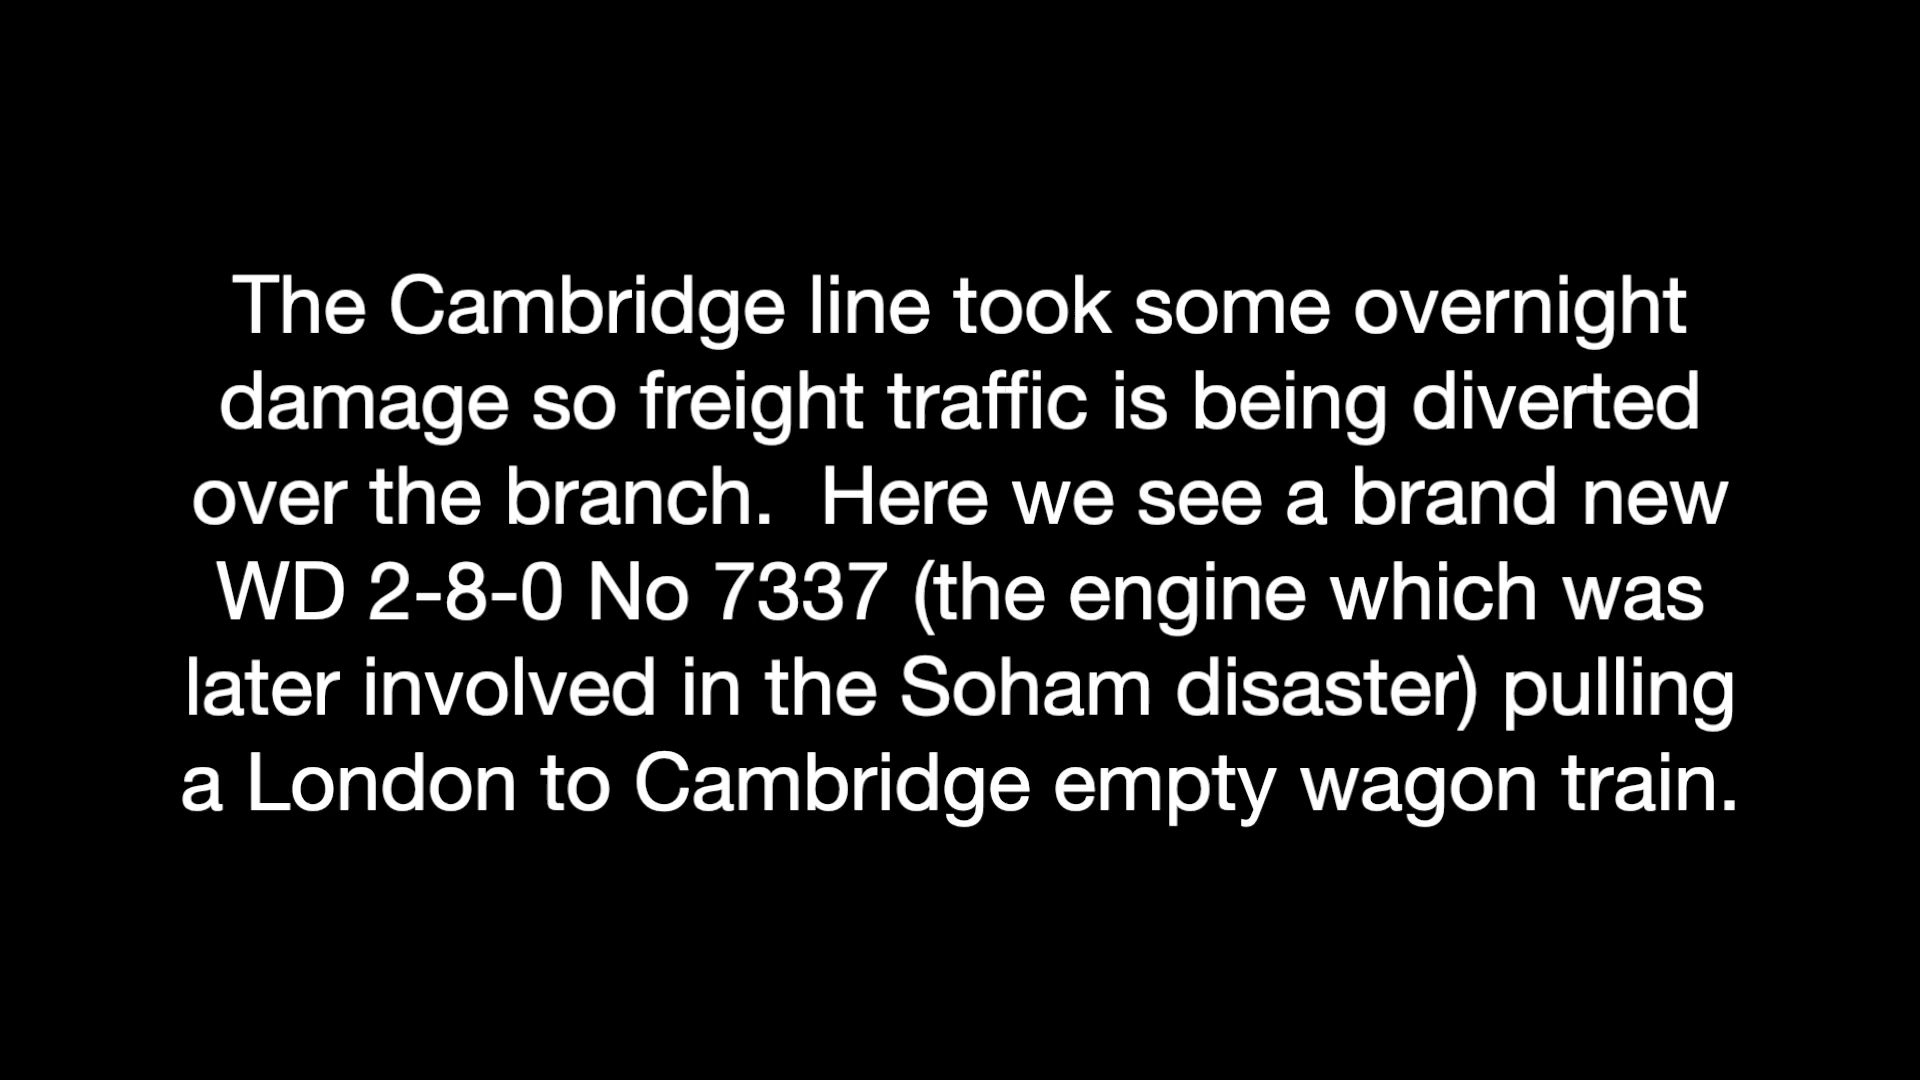 The Cambridge line took some overnight
damage so freight traffic is being diverted
over the branch.  Here we see a brand new
WD 2-8-0 No 7337 (the engine which was
later involved in the Soham disaster) pulling
a London to Cambridge empty wagon train.